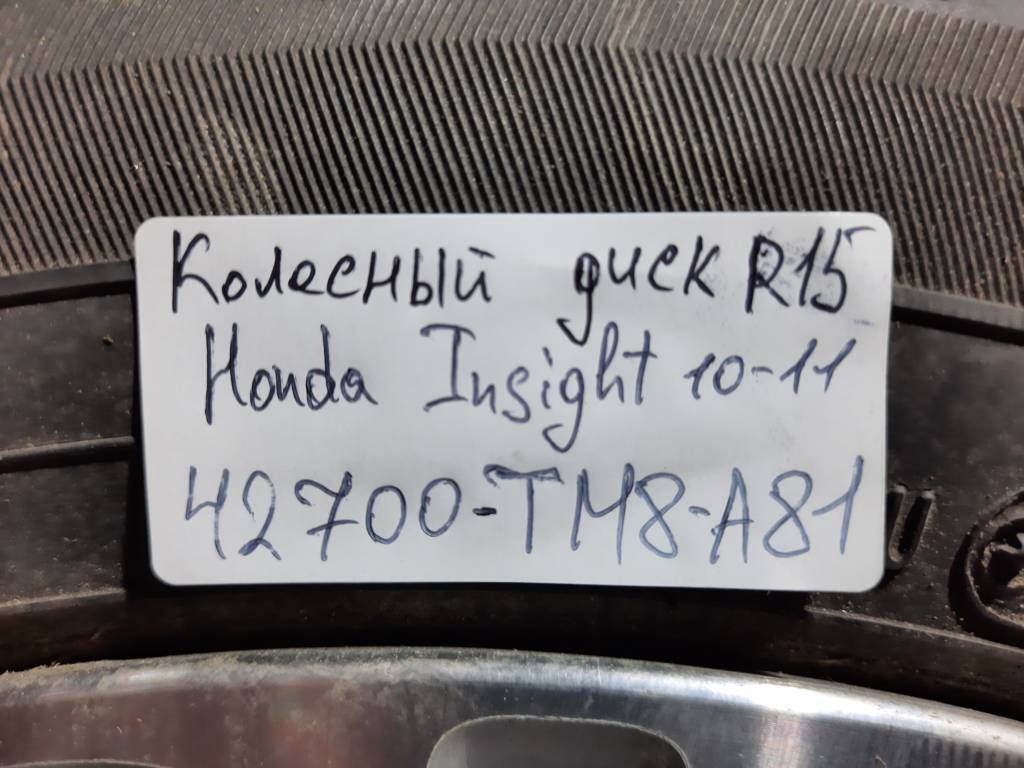 Колесный диск R15
Honda Insight 10-11
42700-TM8-A81
U